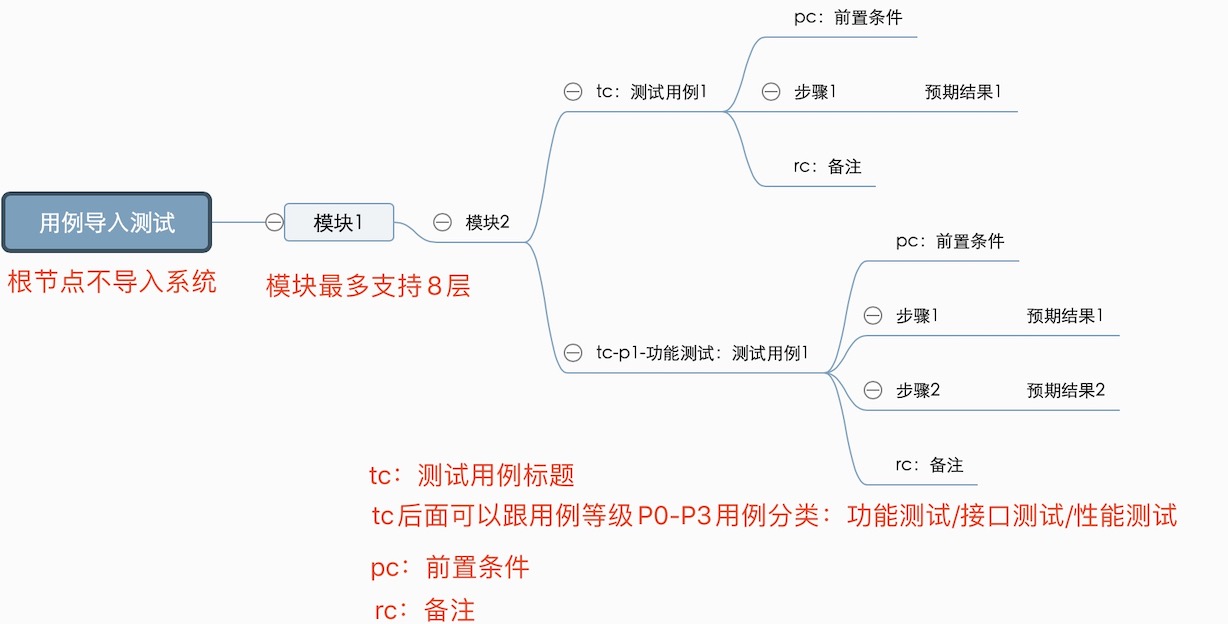 pc：前置条件
tc：测试用例1
步骤1
预期结果1
rc：备注
用例导入测试
模块1
模块2
根节点不导入系统
模块最多支持8层
pc：前置条件
步骤1
预期结果1
tc-p1-功能测试：测试用例1
步骤2
预期结果2
rc：备注
tc：测试用例标题
tc后面可以跟用例等级P0-P3用例分类：功能测试/接口测试/性能测试
pc：前置条件
rc：备注